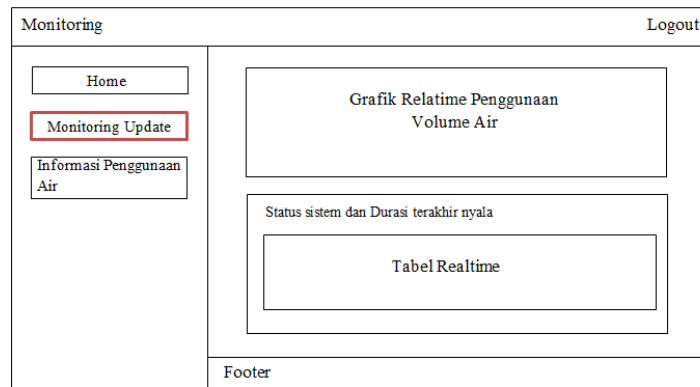 Monitoring
Logout
Home
Monitoring Update
Informasi Penggunaan
Air
Grafik Relatime Penggunaan
Volume Air
Status sistem dan Durasi terakhir nyala
Tabel Realtime
Footer